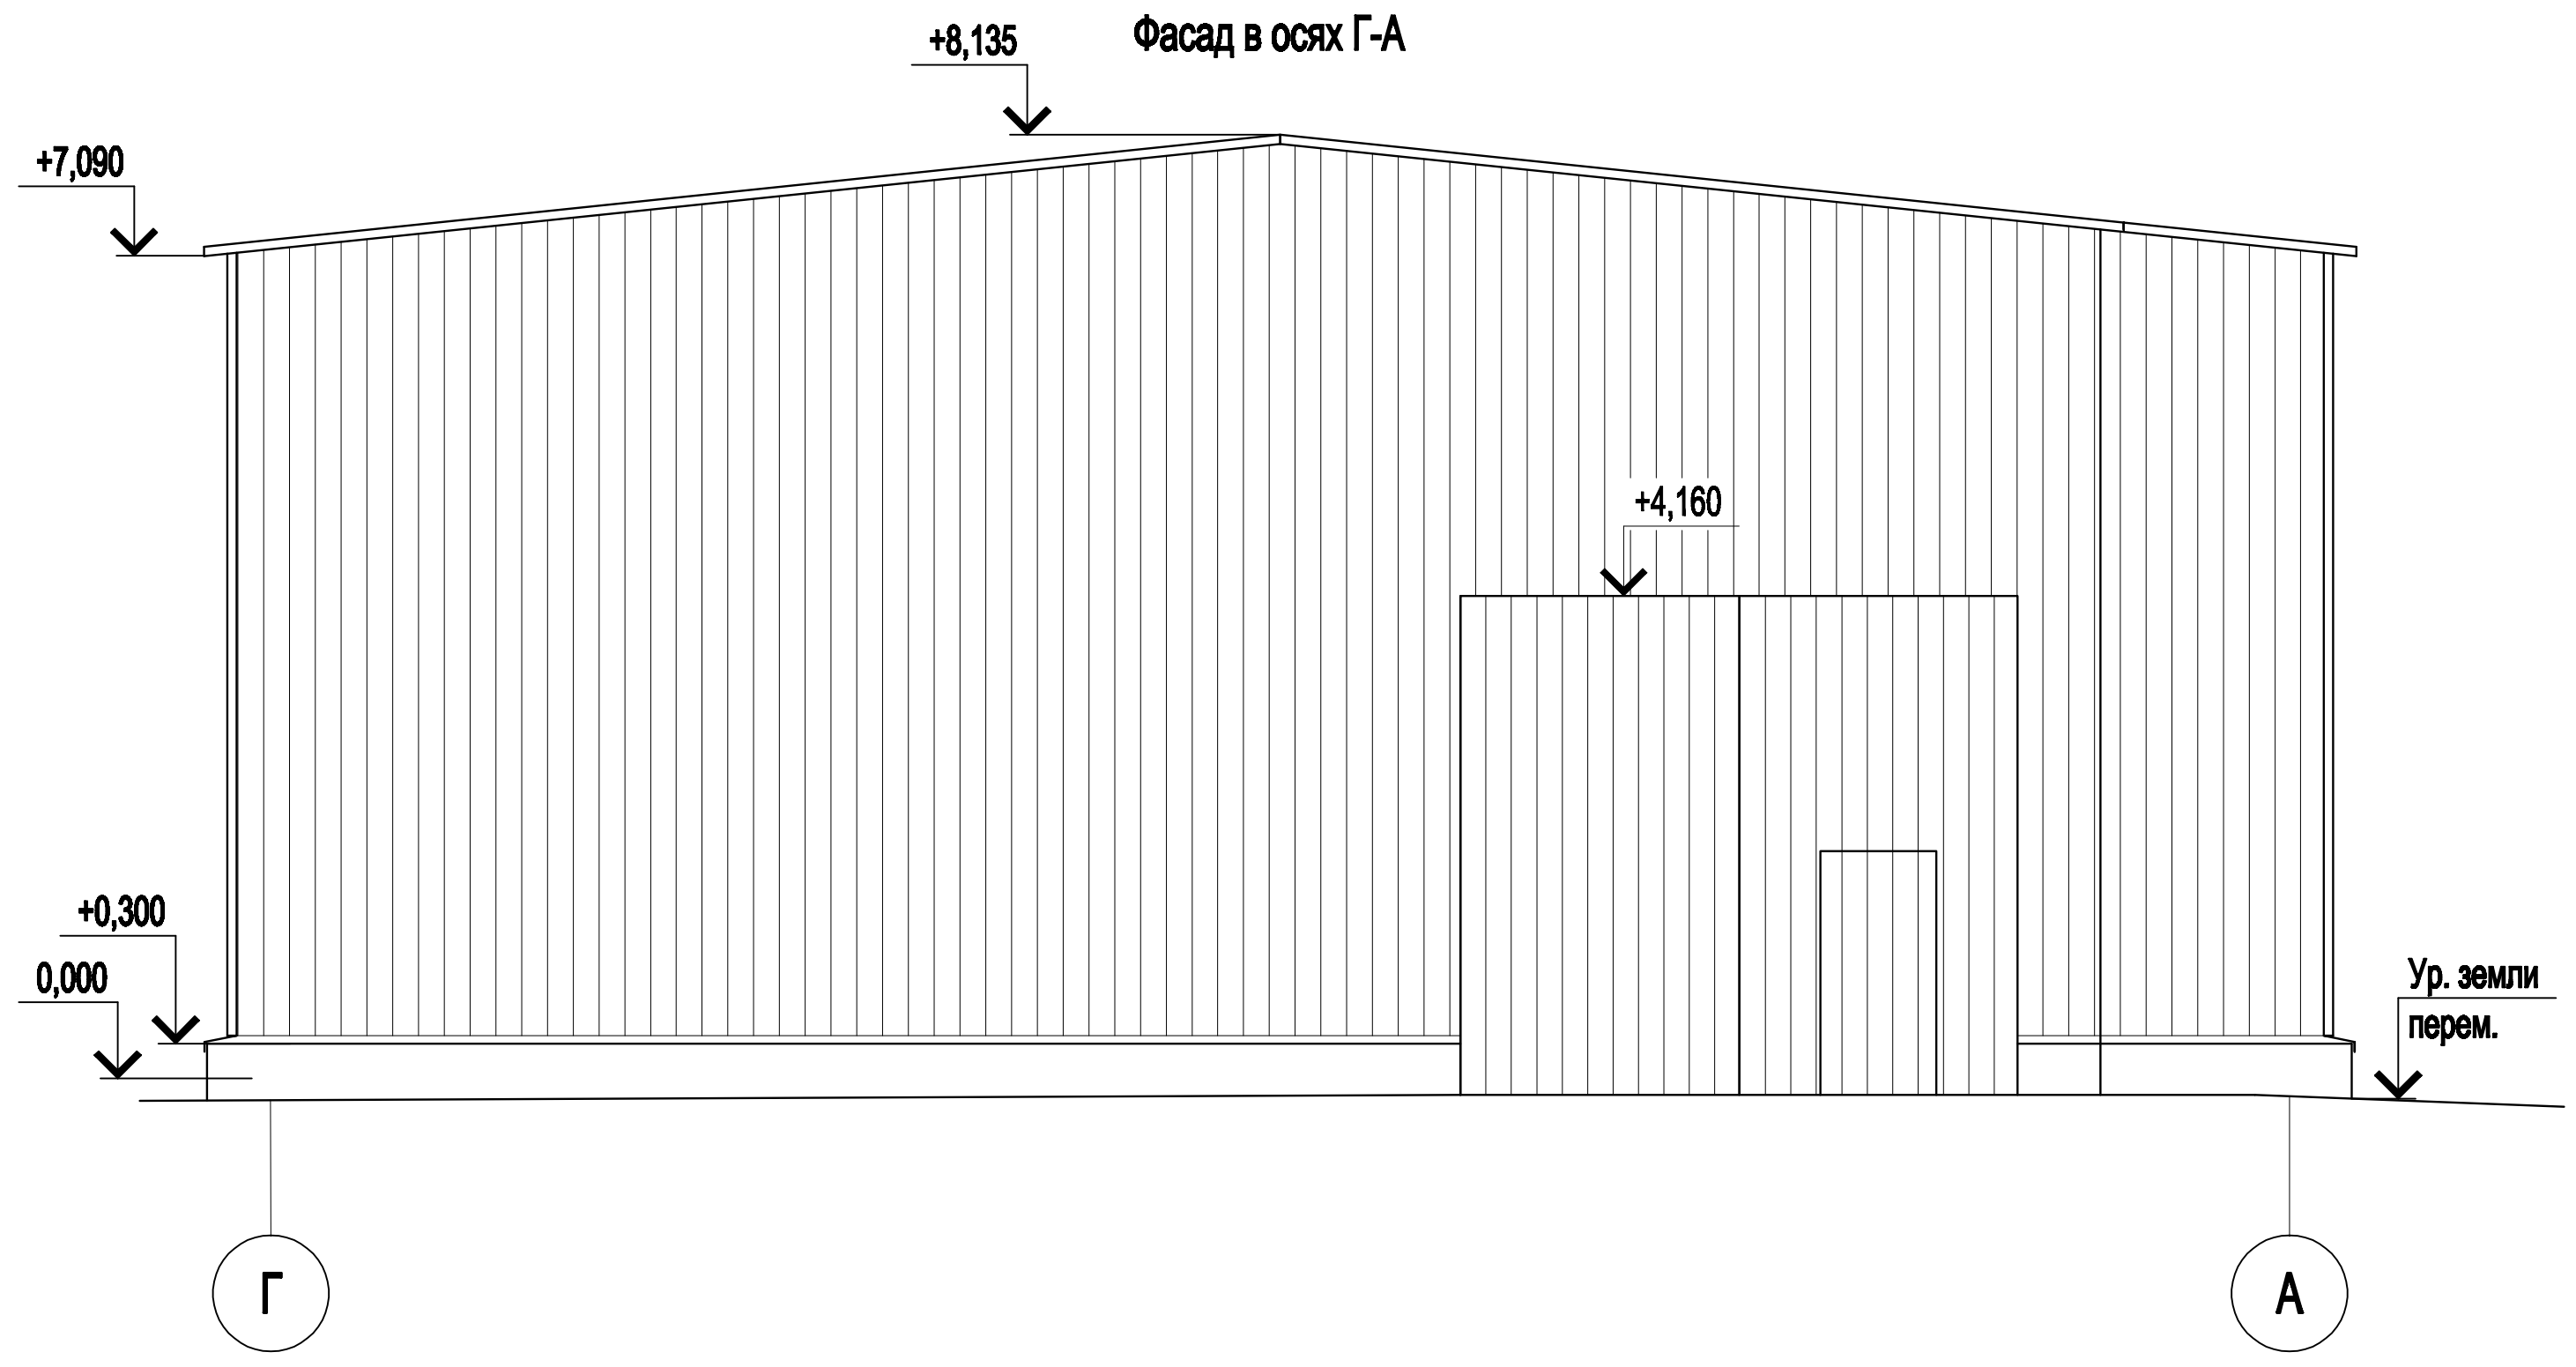 Фасад в осях Г-А
+8,135
+7,090
+4,160
+0,300
0,000
Ур. земли
перем.
Г
А